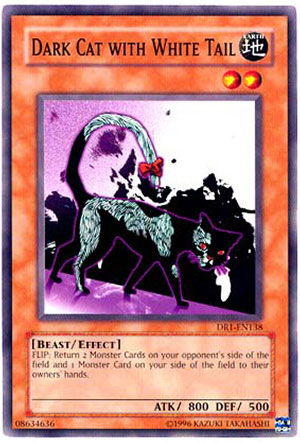 DARK CAT WITH WHITE TAIL
EARTH
地
DR1-EN138
[BEAST/EFFECT]
FLIP: Return 2 Monster Cards on your opponent's side of the
field and 1 Monster Card on your side of the field to their
owners' hands.
ATK/ 800 DEF/ 500
08634636
©1996 KAZUKI TAKAHASHI